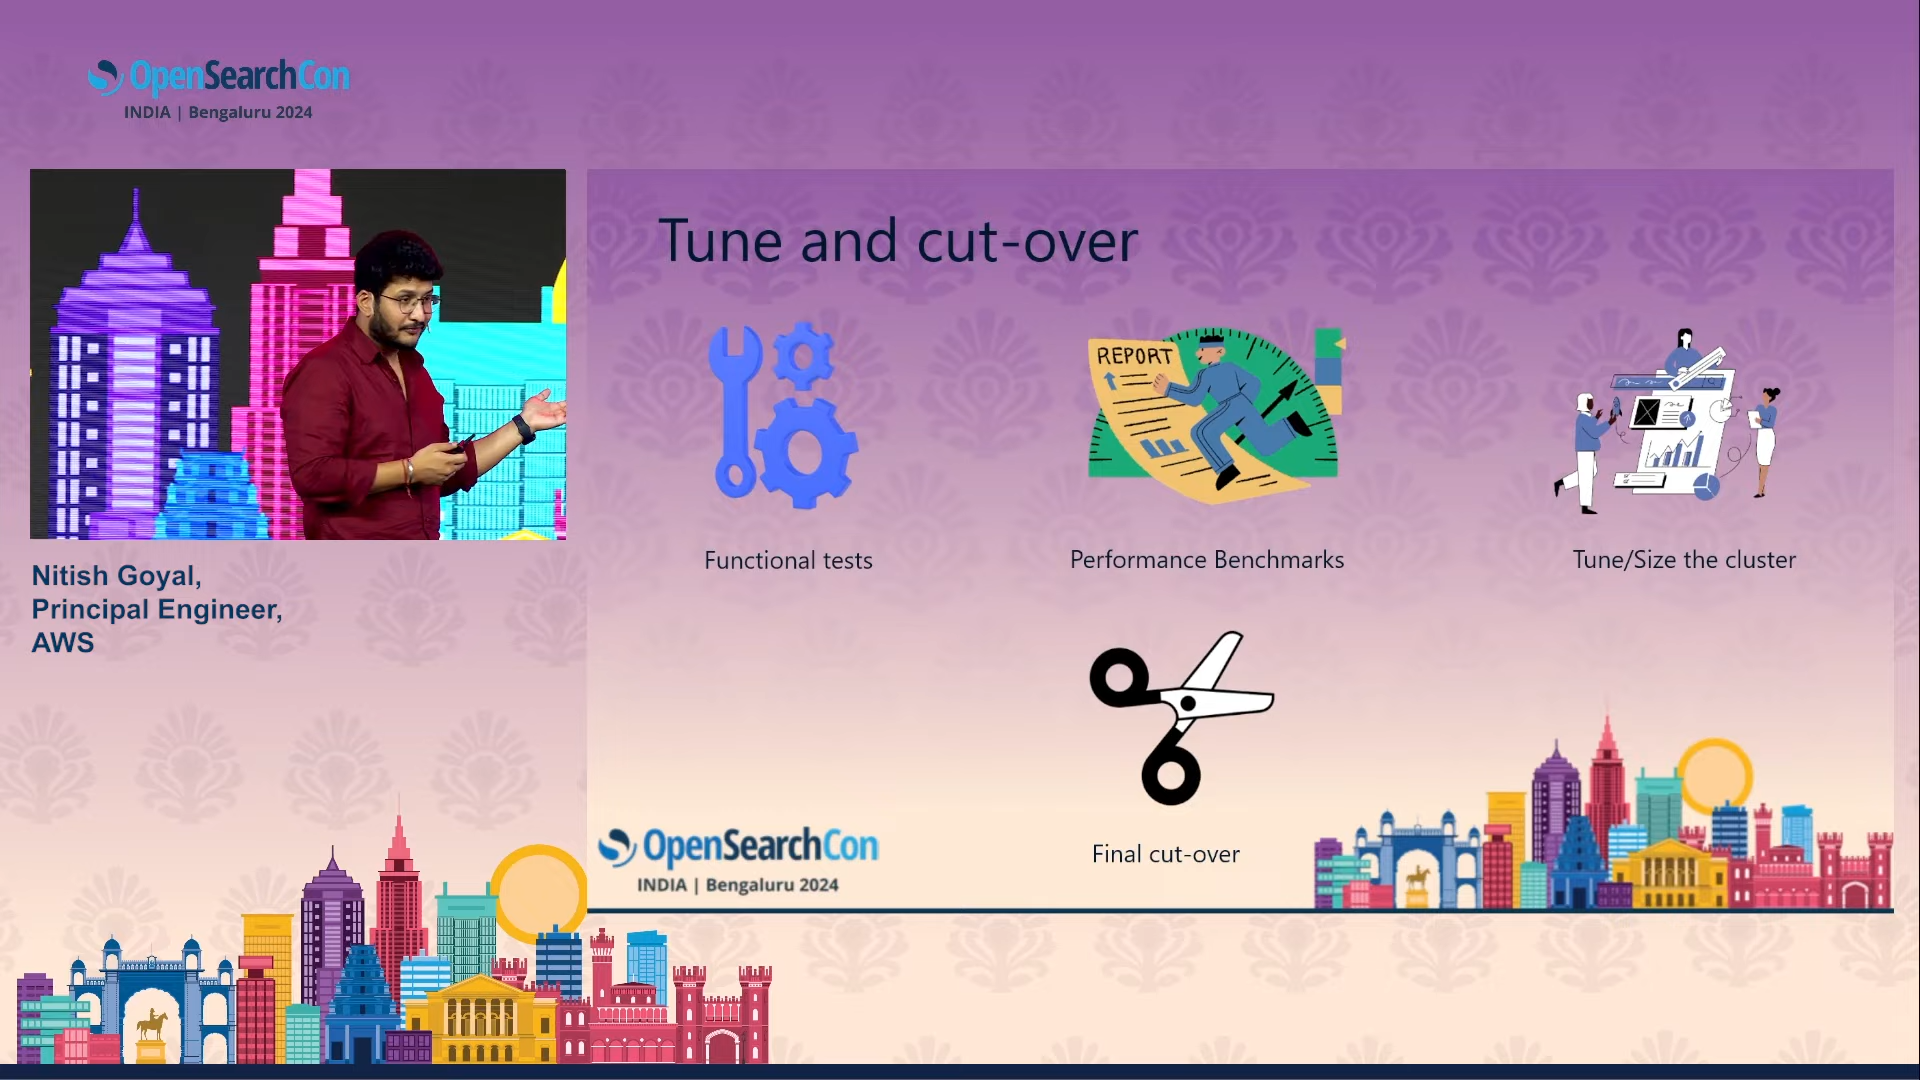 OpenSearchCon
INDIA | Bengaluru 2024
Tune and cut-over
REPORT
Functional tests
Performance Benchmarks
Tune/Size the cluster
Nitish Goyal,
Principal Engineer,
AWS
Final cut-over
OpenSearchCon
INDIA | Bengaluru 2024